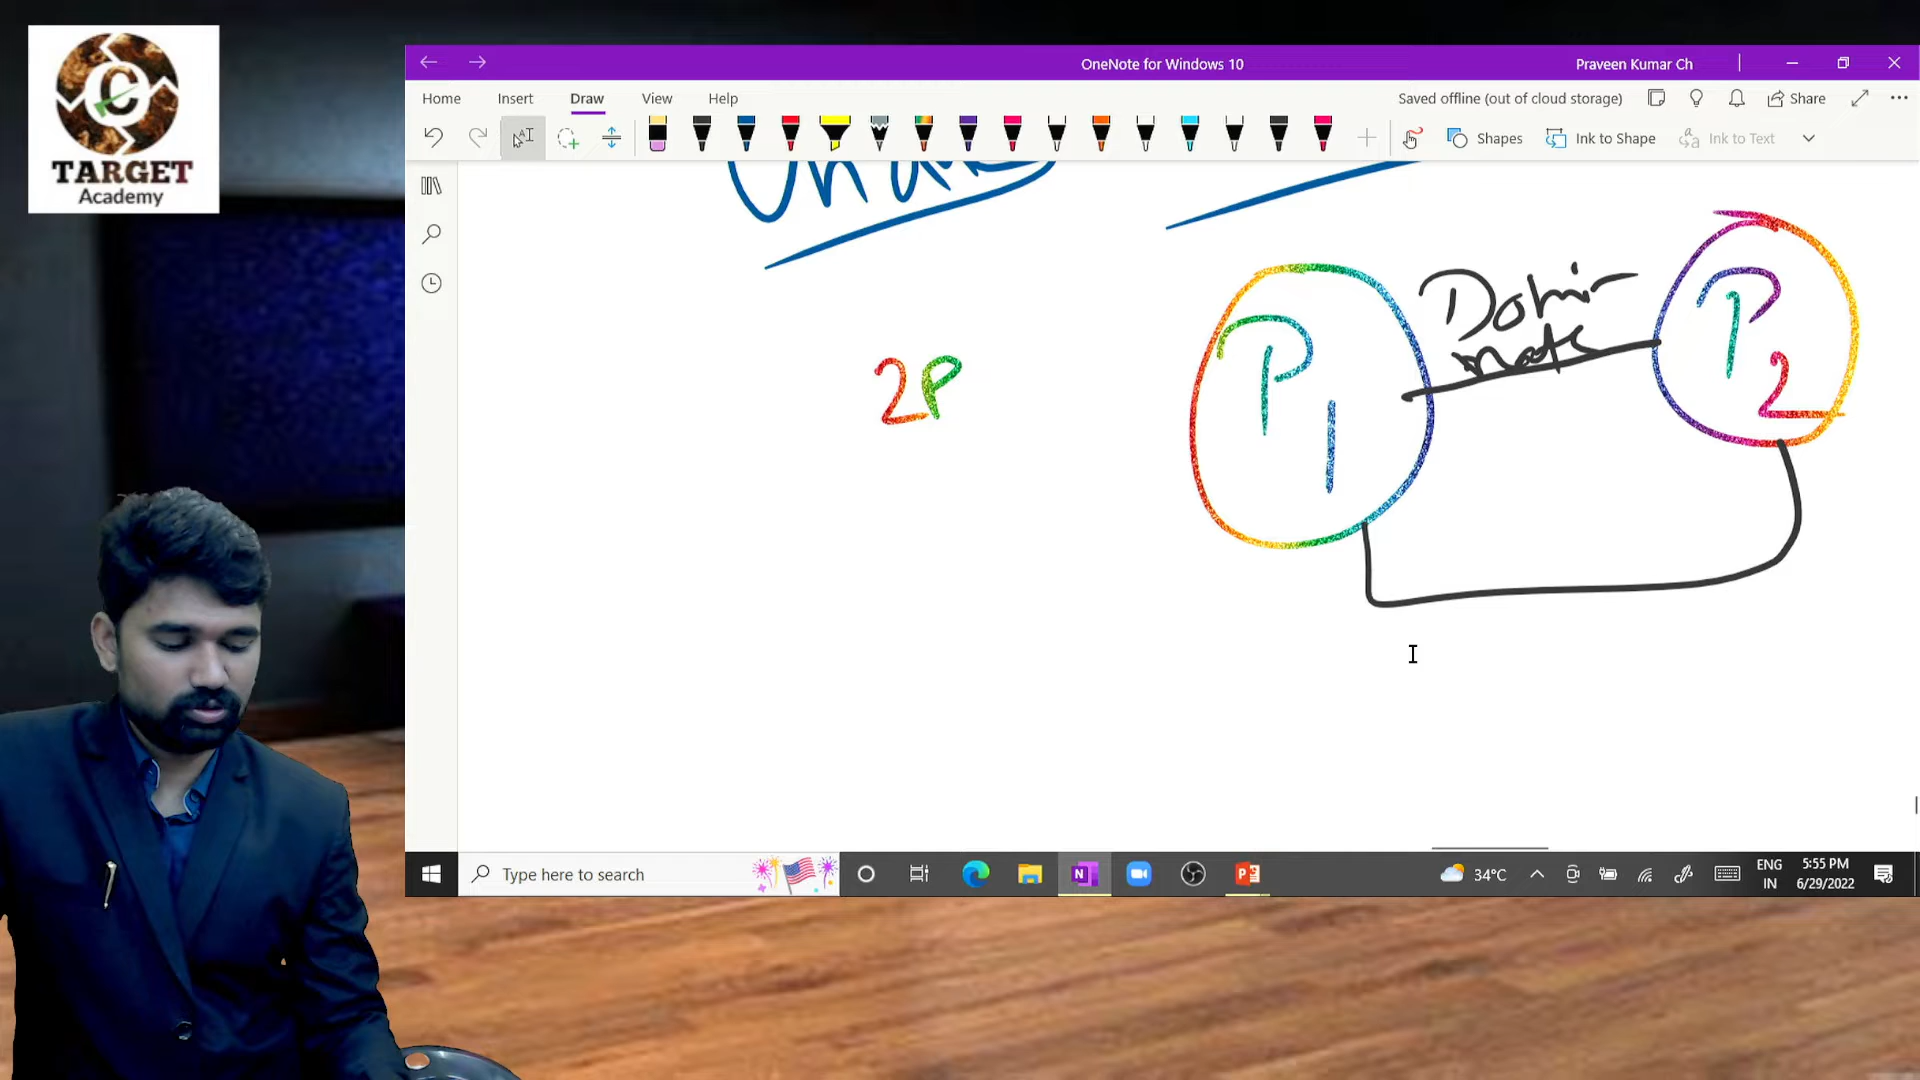 C
TARGET
Academy
OneNote for Windows 10
Praveen Kumar Ch
Home Insert Draw View Help
Saved offline (out of cloud storage)
Share
Shapes
Ink to Shape
Ink to Text
2P
P1
P2
Type here to search
34°C
ENG
IN
5:55 PM
6/29/2022